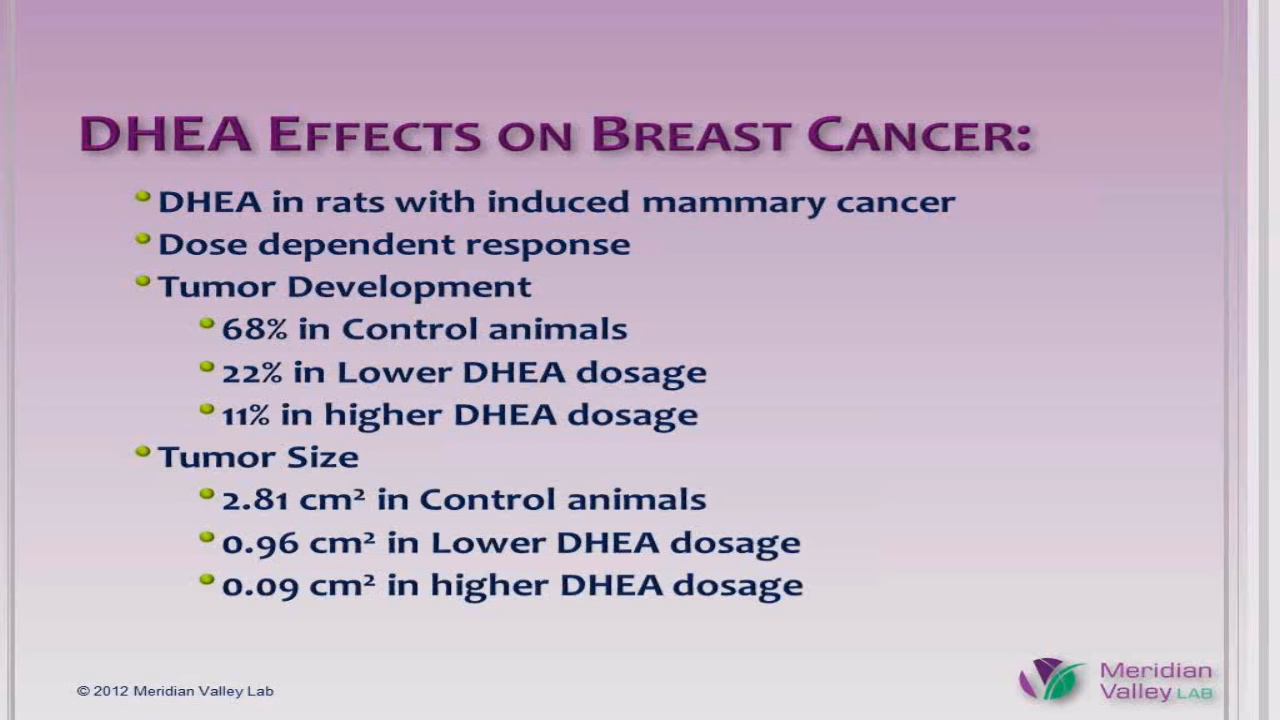 DHEA EFFECTS ON BREAST CANCER:
DHEA in rats with induced mammary cancer
Dose dependent response
Tumor Development
68% in Control animals
22% in Lower DHEA dosage
11% in higher DHEA dosage
Tumor Size
2.81 cm² in Control animals
0.96 cm² in Lower DHEA dosage
0.09 cm² in higher DHEA dosage
© 2012 Meridian Valley Lab
Meridian
Valley LAB